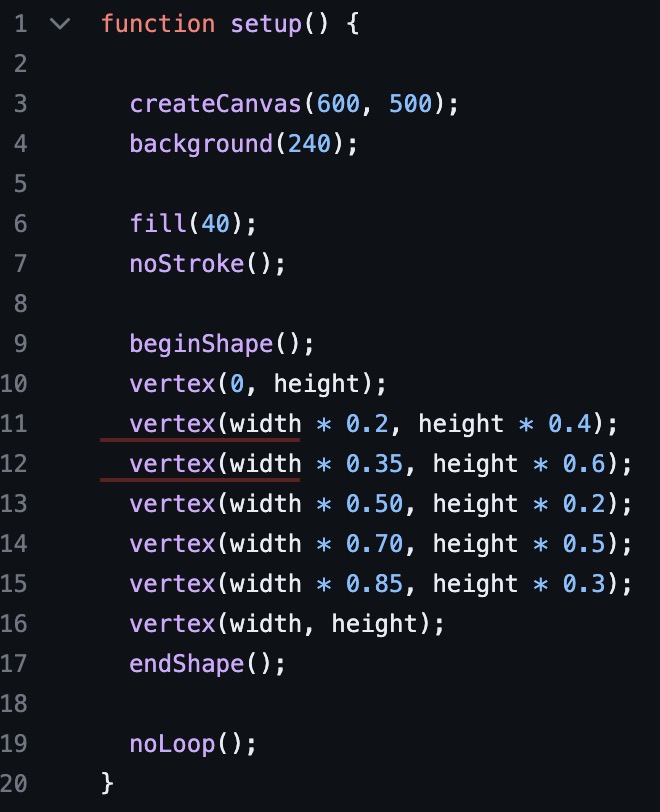 1 function setup() {
2
3 createCanvas(600, 500);
4 background(240);
5
6 fill(40);
7 noStroke();
8
9 beginShape();
10 vertex(0, height);
11 vertex(width * 0.2, height * 0.4);
12 vertex(width * 0.35, height * 0.6);
13 vertex(width * 0.50, height * 0.2);
14 vertex(width * 0.70, height * 0.5);
15 vertex(width * 0.85, height * 0.3);
16 vertex(width, height);
17 endShape();
18
19 noLoop();
20 }